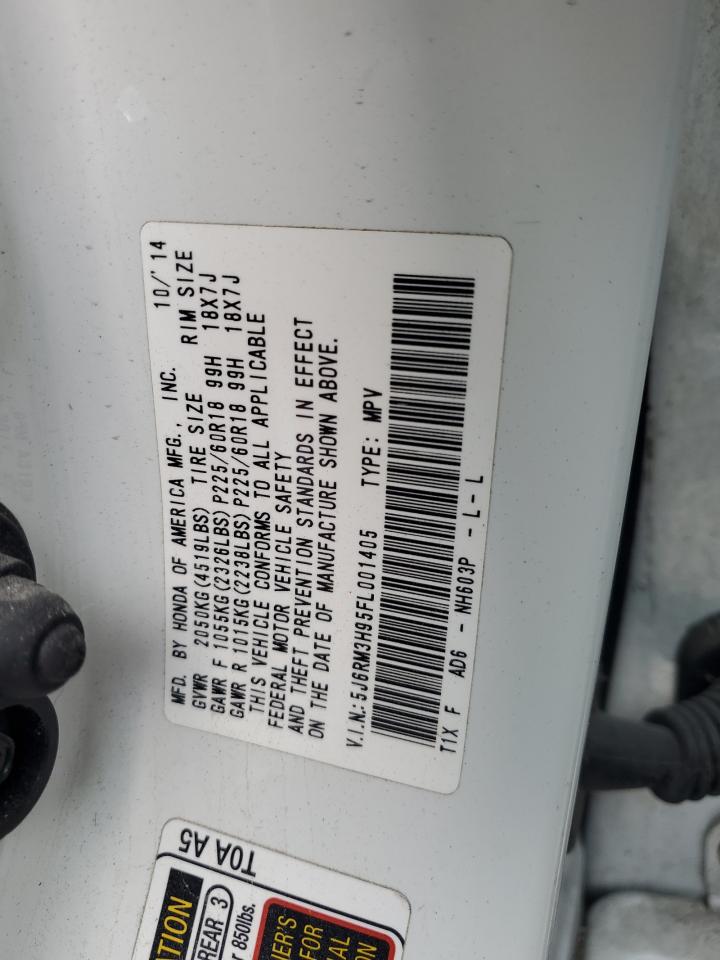 MFD. BY HONDA OF AMERICA MFG., INC. 10/'14
GVWR 2050KG(4519LBS) TIRE SIZE RIM SIZE
GAWR F 1055KG(2326LBS)P225/60R18 99H 18X7J
GAWR R 1015KG(2238LBS)P225/60R18 99H 18X7J
THIS VEHICLE CONFORMS TO ALL APPLICABLE
FEDERAL MOTOR VEHICLE SAFETY
AND THEFT PREVENTION STANDARDS IN EFFECT
ON THE DATE OF MANUFACTURE SHOWN ABOVE.
V.I.N.:5J6RM3H95FL001405 TYPE: MPV
T1X F AD6 - NH603P - L - L
T0A A5
REAR 3
850lbs.
FOR